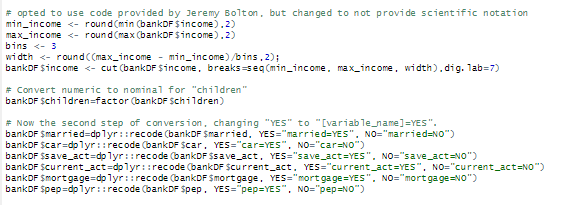 # opted to use code provided by Jeremy Bolton, but changed to not provide scientific notation
min_income <- round(min(bankDF$income),2)
max_income <- round(max(bankDF$income),2)
bins <- 3
width <- round((max_income - min_income)/bins,2);
bankDF$income <- cut(bankDF$income, breaks=seq(min_income, max_income, width),dig.lab=7)
# Convert numeric to nominal for "children"
bankDF$children=factor(bankDF$children)
# Now the second step of conversion, changing "YES" to "[variable_name]=YES".
bankDF$married=dplyr::recode(bankDF$married, YES="married=YES", NO="married=NO")
bankDF$car=dplyr::recode(bankDF$car, YES="car=YES", NO="car=NO")
bankDF$save_act=dplyr::recode(bankDF$save_act, YES="save_act=YES", NO="save_act=NO")
bankDF$current_act=dplyr::recode(bankDF$current_act, YES="current_act=YES", NO="current_act=NO")
bankDF$mortgage=dplyr::recode(bankDF$mortgage, YES="mortgage=YES", NO="mortgage=NO")
bankDF$pep=dplyr::recode(bankDF$pep, YES="pep=YES", NO="pep=NO")